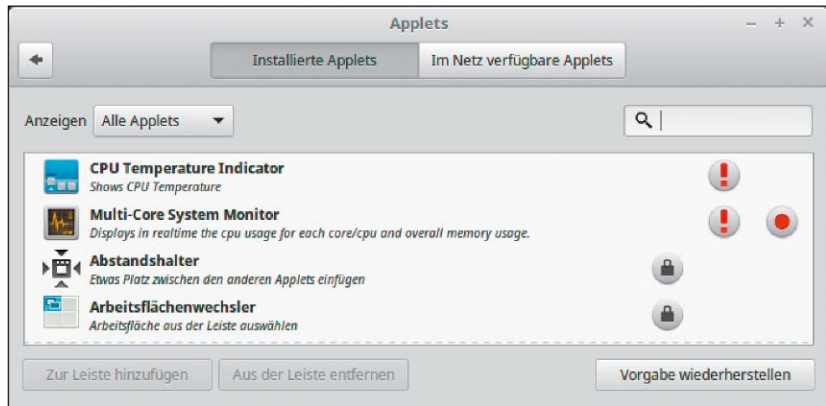 Applets
Installierte Applets Im Netz verfügbare Applets
Anzeigen Alle Applets
CPU Temperature Indicator
Shows CPU Temperature
Multi-Core System Monitor
Displays in realtime the cpu usage for each core/cpu and overall memory usage.
Abstandshalter
Etwas Platz zwischen den anderen Applets einfügen
Arbeitsflächenwechsler
Arbeitsfläche aus der Leiste auswählen
Zur Leiste hinzufügen Aus der Leiste entfernen Vorgabe wiederherstellen